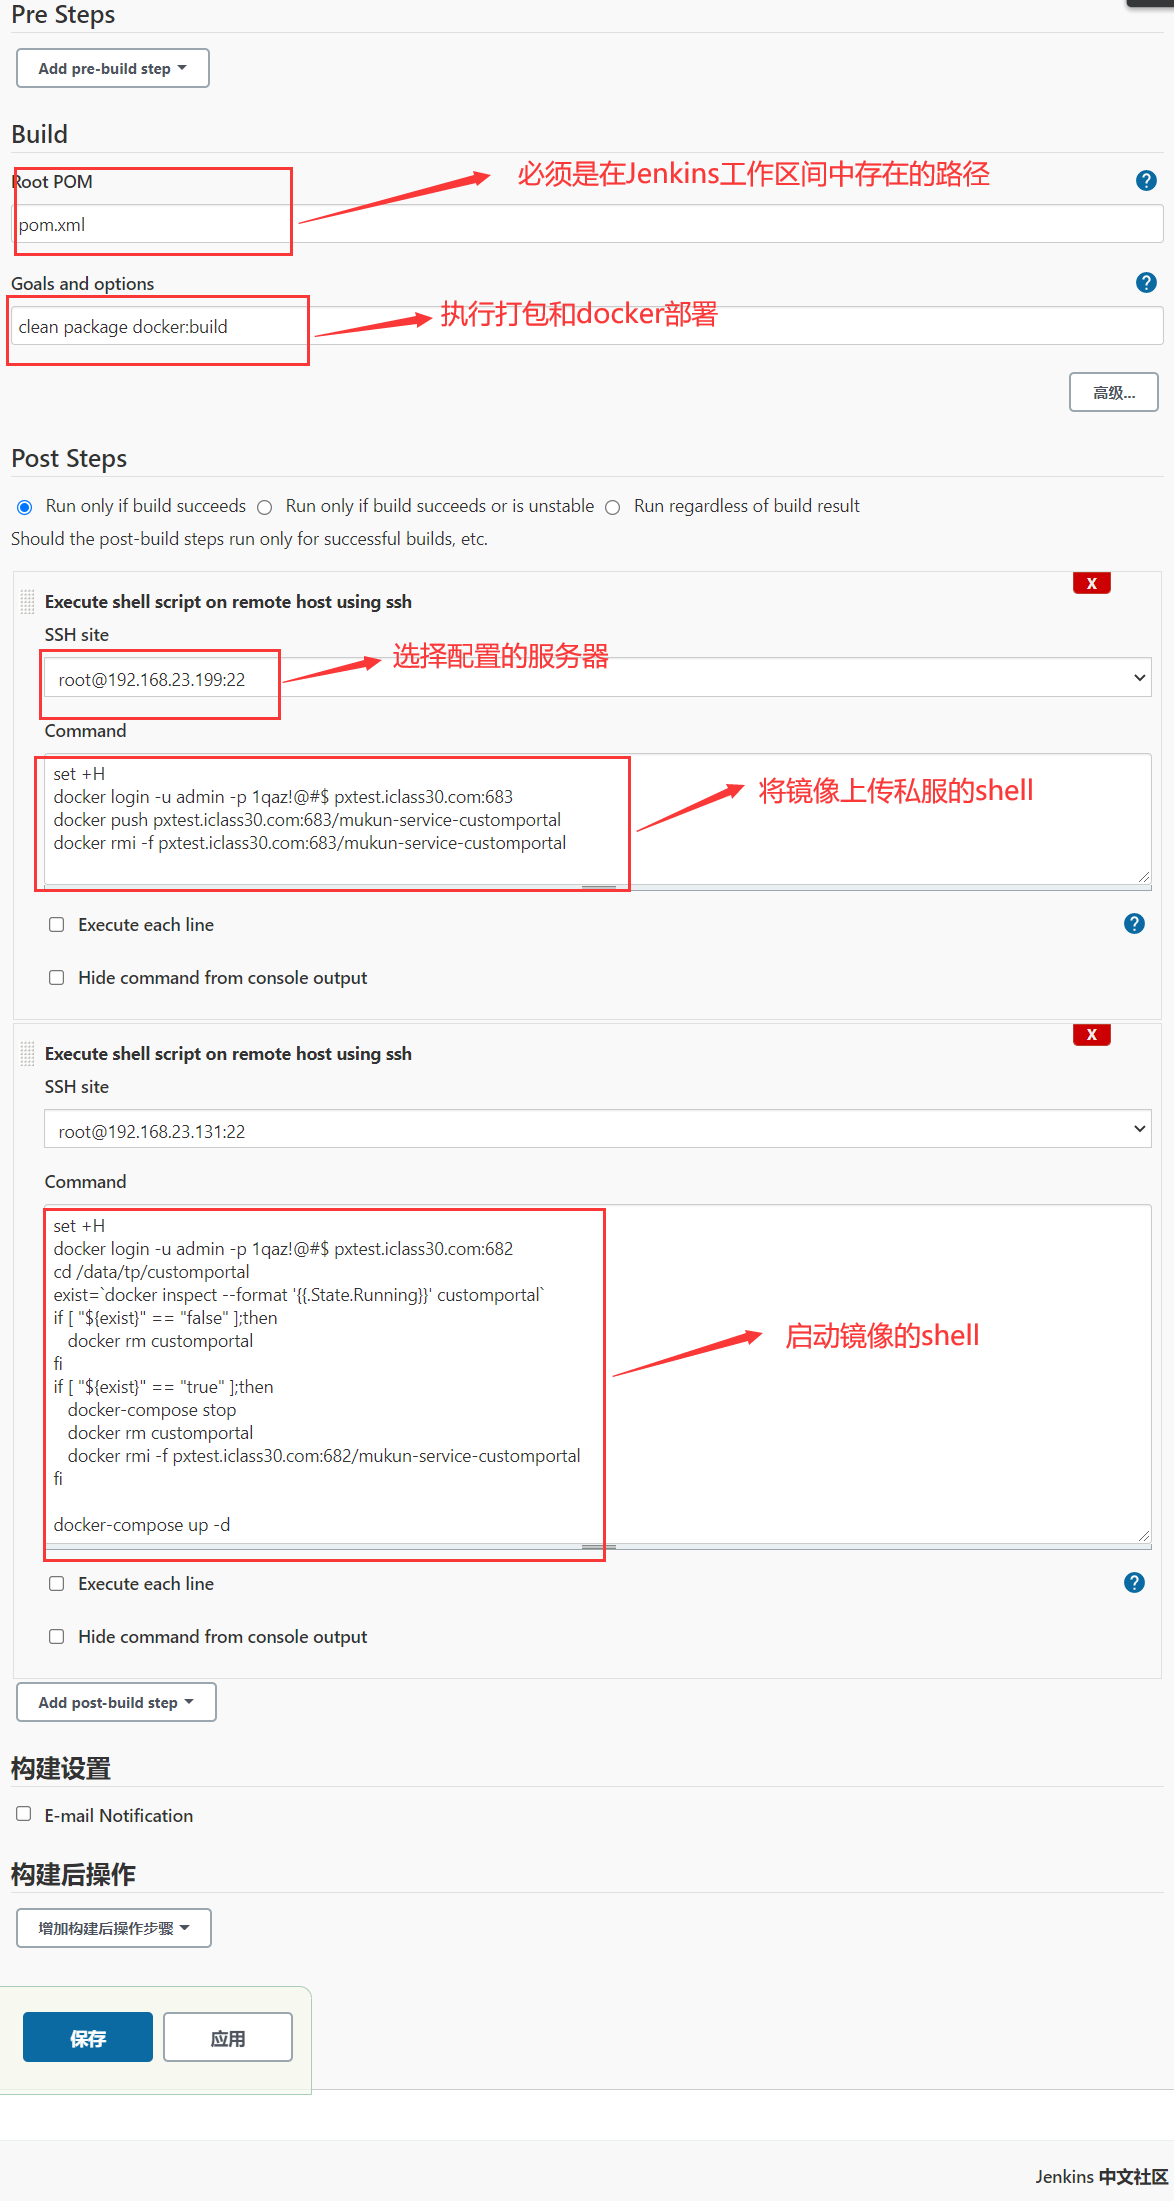 Pre Steps
Add pre-build step
Build
Root POM
必须是在Jenkins工作区间中存在的路径
pom.xml
Goals and options
clean package docker:build
执行打包和docker部署
高级...
Post Steps
Run only if build succeeds
Run only if build succeeds or is unstable
Run regardless of build result
Should the post-build steps run only for successful builds, etc.
X
Execute shell script on remote host using ssh
SSH site
root@192.168.23.199:22
选择配置的服务器
Command
set +H
docker login -u admin -p 1qaz!@#$ pxtest.iclass30.com:683
docker push pxtest.iclass30.com:683/mukun-service-customportal
docker rmi -f pxtest.iclass30.com:683/mukun-service-customportal
将镜像上传私服的shell
Execute each line
Hide command from console output
X
Execute shell script on remote host using ssh
SSH site
root@192.168.23.131:22
Command
set +H
docker login -u admin -p 1qaz!@#$ pxtest.iclass30.com:682
cd /data/tp/customportal
exist=`docker inspect --format '{{.State.Running}}' customportal`
if [ "${exist}" == "false" ];then
docker rm customportal
fi
if [ "${exist}" == "true" ];then
docker-compose stop
docker rm customportal
docker rmi -f pxtest.iclass30.com:682/mukun-service-customportal
fi
docker-compose up -d
启动镜像的shell
Execute each line
Hide command from console output
Add post-build step
构建设置
E-mail Notification
构建后操作
增加构建后操作步骤
保存
应用
Jenkins 中文社区